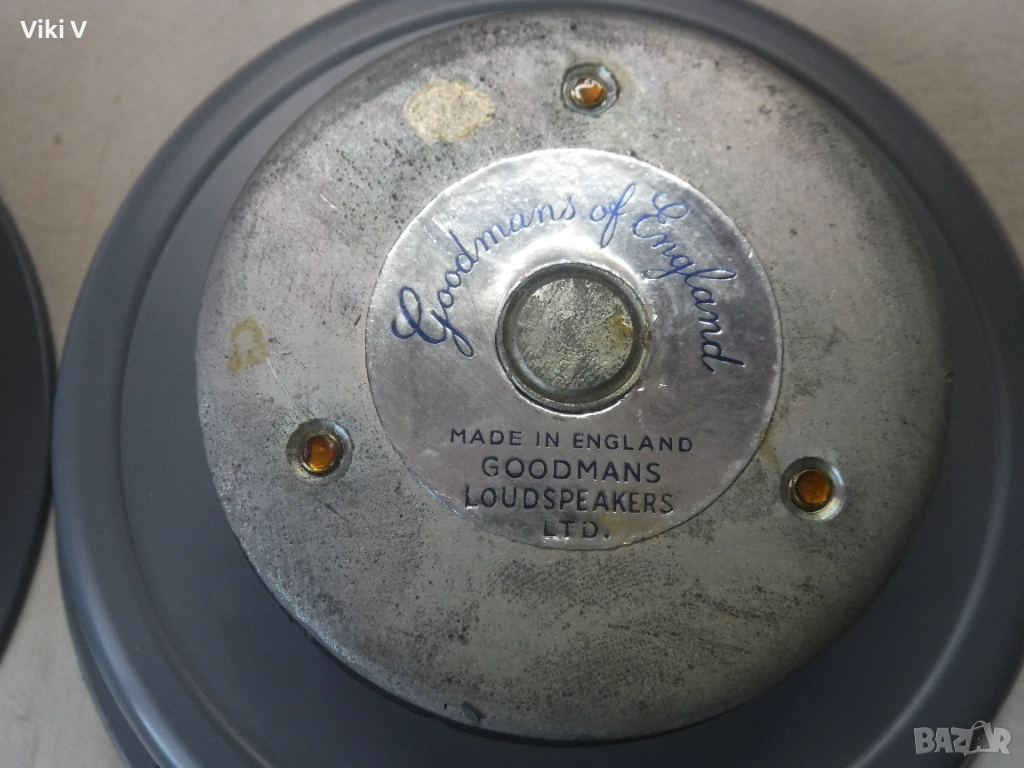 Viki V
Goodmans of England
MADE IN ENGLAND
GOODMANS
LOUDSPEAKERS
LTD.
BAZAR